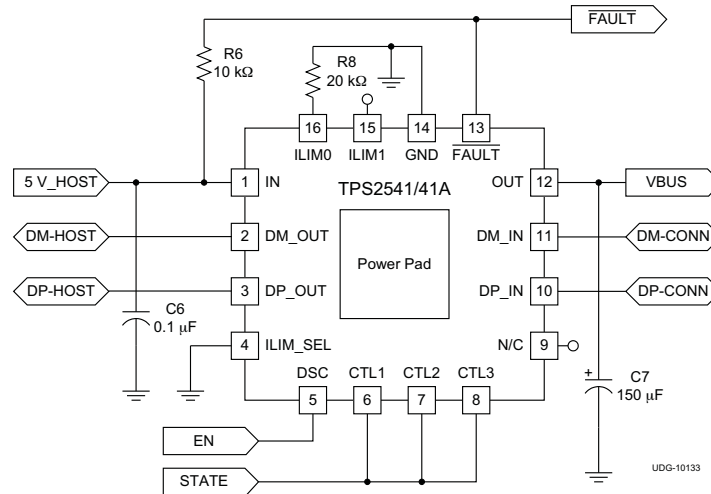 FAULT
R6
10 kΩ
R8
20 kΩ
16
15
14
13
ILIM0
ILIM1
GND
FAULT
5 V_HOST
1
IN
TPS2541/41A
OUT
12
VBUS
DM-HOST
2
DM_OUT
DM_IN
11
DM-CONN
Power Pad
DP-HOST
3
DP_OUT
DP_IN
10
DP-CONN
C6
0.1 µF
4
ILIM_SEL
N/C
9
DSC
CTL1
CTL2
CTL3
5
6
7
8
+
C7
150 µF
EN
STATE
UDG-10133